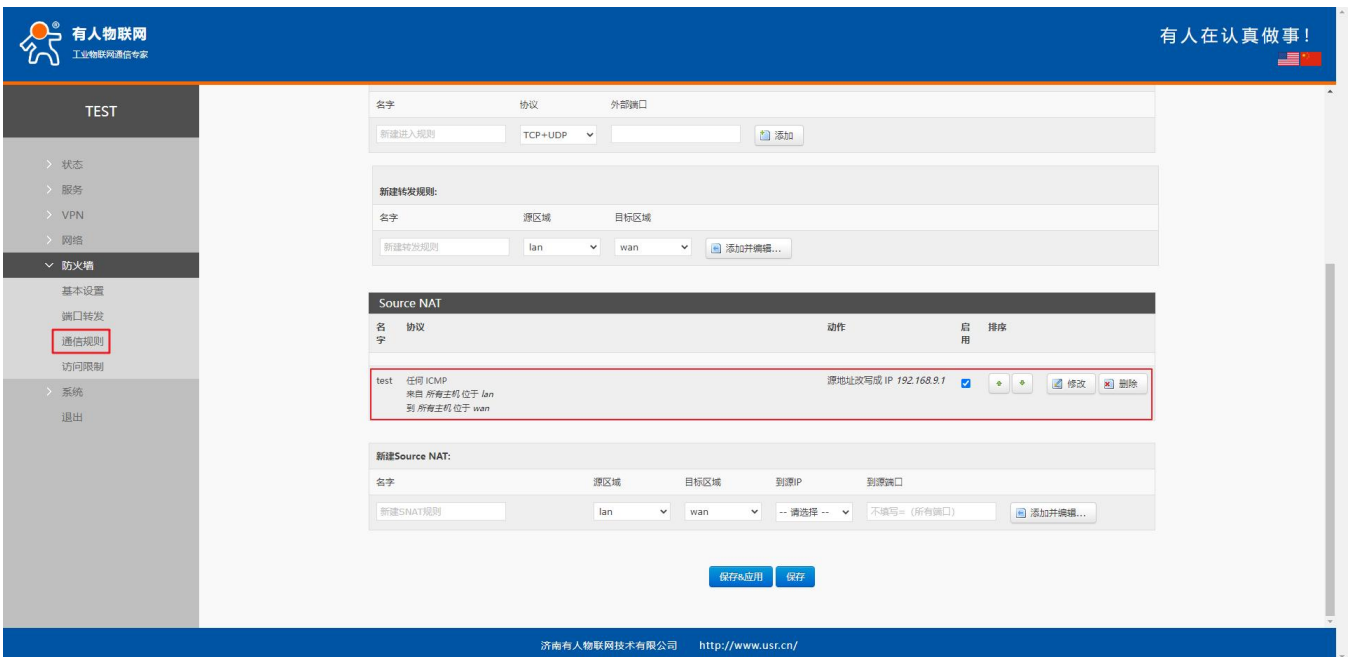 有人物联网
工业物联网通信专家
有人在认真做事！
TEST
状态
服务
VPN
网络
防火墙
基本设置
端口转发
通信规则
访问限制
系统
退出
名字 协议 外部端口
新建进入规则 TCP+UDP 添加
新建转发规则:
名字 源区域 目标区域
新建转发规则 lan wan 添加并编辑...
Source NAT
名字 协议 动作 启用 排序
test 任何 ICMP 源地址改写成 IP 192.168.9.1 修改 删除
来自 所有主机 位于 lan
到 所有主机 位于 wan
新建Source NAT:
名字 源区域 目标区域 到源IP 到源端口
新建SNAT规则 lan wan -- 请选择 -- 不填写=（所有端口） 添加并编辑...
保存&应用 保存
济南有人物联网技术有限公司 http://www.usr.cn/